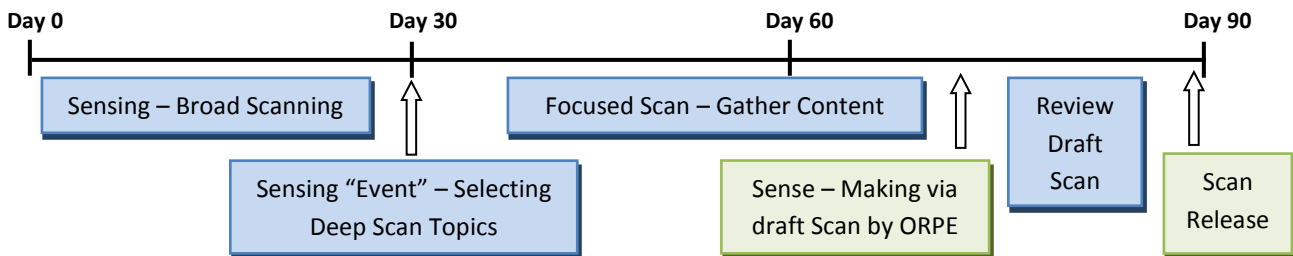 Day 0
Day 30
Day 60
Day 90
Sensing – Broad Scanning
Focused Scan – Gather Content
Review
Draft
Scan
Sensing “Event” – Selecting
Deep Scan Topics
Sense – Making via
draft Scan by ORPE
Scan
Release